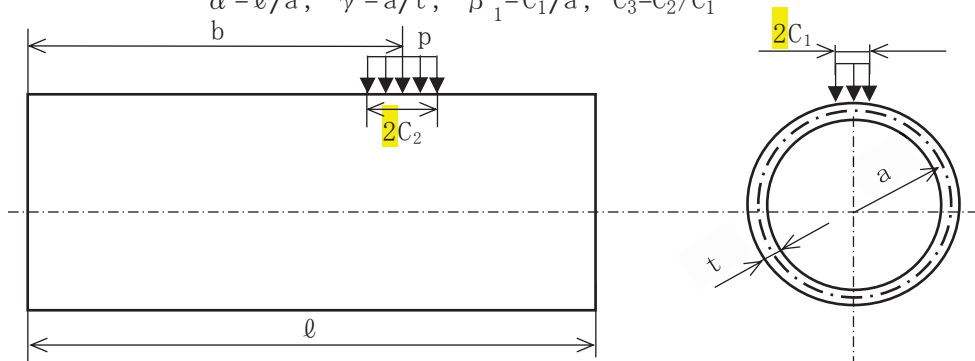 α=ℓ/a, γ=a/t, β₁=C₁/a, C₃=C₂/C₁
b
p
2C₁
2C₂
a
t
ℓ